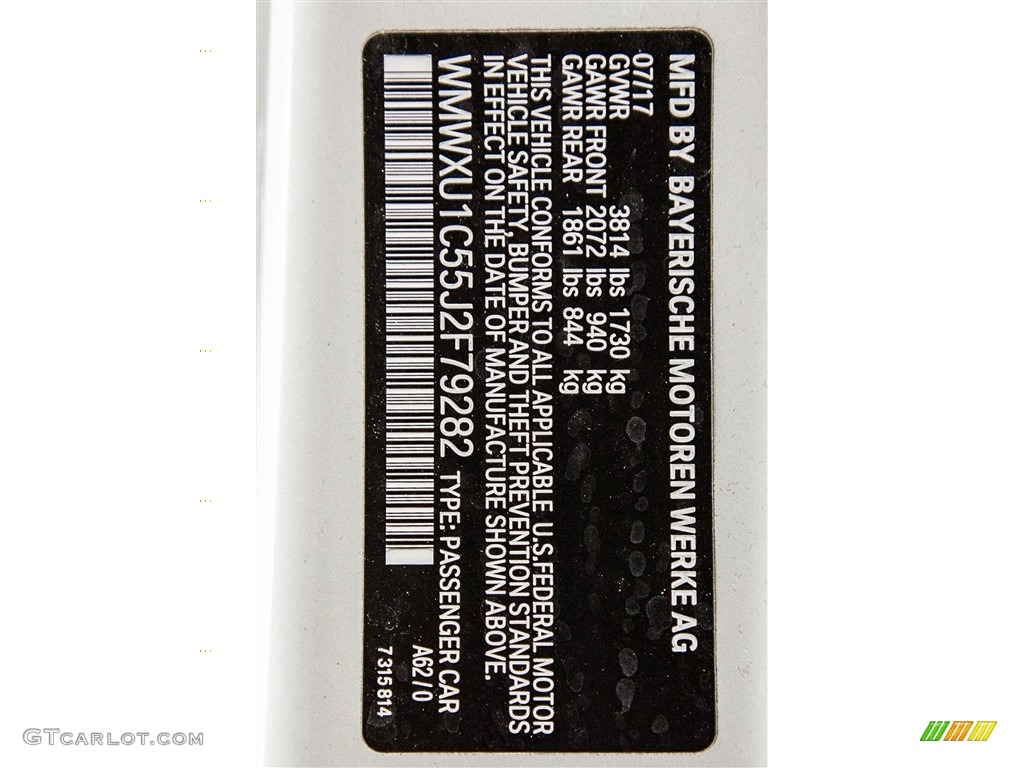 MFD BY BAYERISCHE MOTOREN WERKE AG
07/17
GVWR 3814 lbs 1730 kg
GAWR FRONT 2072 lbs 940 kg
GAWR REAR 1861 lbs 844 kg
THIS VEHICLE CONFORMS TO ALL APPLICABLE U.S.FEDERAL MOTOR
VEHICLE SAFETY, BUMPER AND THEFT PREVENTION STANDARDS
IN EFFECT ON THE DATE OF MANUFACTURE SHOWN ABOVE.
WMWXU1C55J2F79282 TYPE: PASSENGER CAR
A62/0
7315814
GTCARLOT.COM